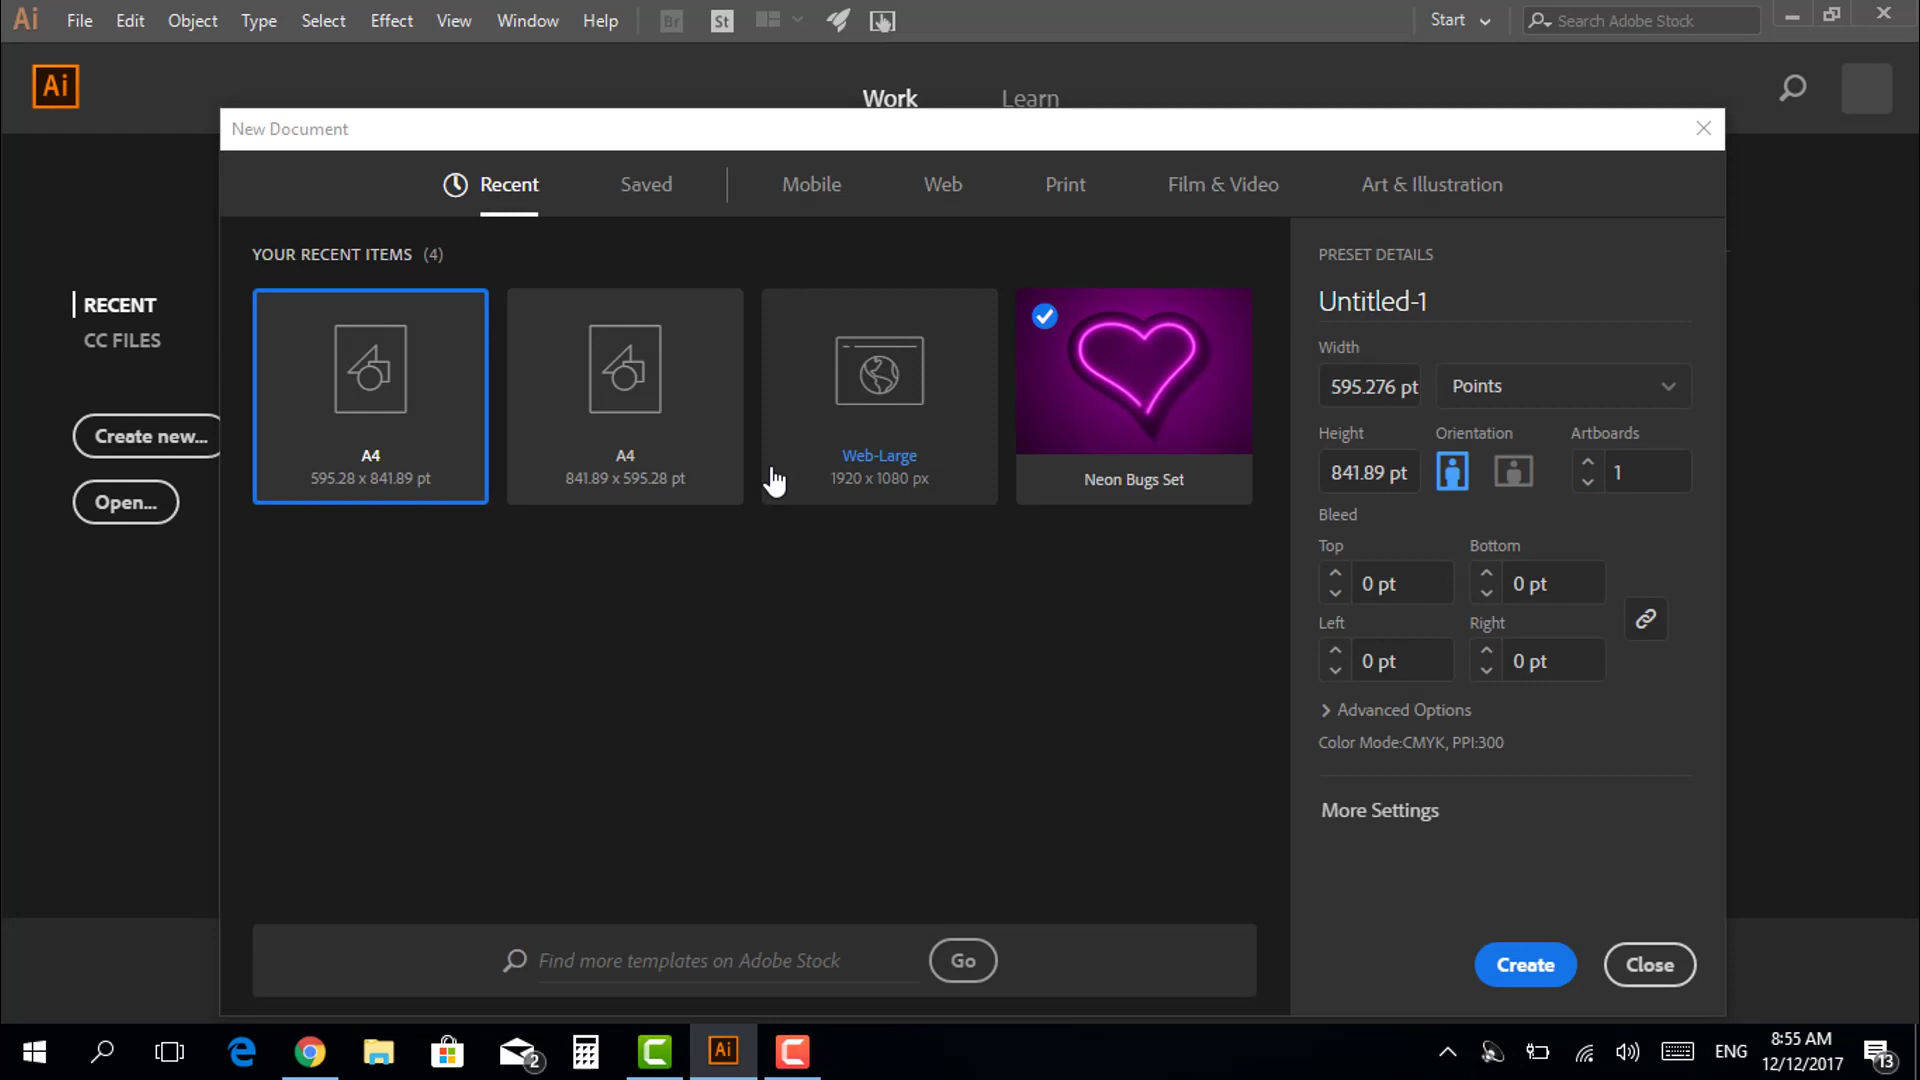 Ai File Edit Object Type Select Effect View Window Help Br St Start Search Adobe Stock
Ai
Work Learn
New Document
Recent Saved Mobile Web Print Film & Video Art & Illustration
YOUR RECENT ITEMS (4)
A4
595.28 x 841.89 pt
A4
841.89 x 595.28 pt
Web-Large
1920 x 1080 px
Neon Bugs Set
RECENT
CC FILES
Create new...
Open...
PRESET DETAILS
Untitled-1
Width
595.276 pt Points
Height Orientation Artboards
841.89 pt 1
Bleed
Top Bottom
0 pt 0 pt
Left Right
0 pt 0 pt
Advanced Options
Color Mode:CMYK, PPI:300
More Settings
Find more templates on Adobe Stock Go
Create Close
2 Ai ENG
8:55 AM
12/12/2017
13